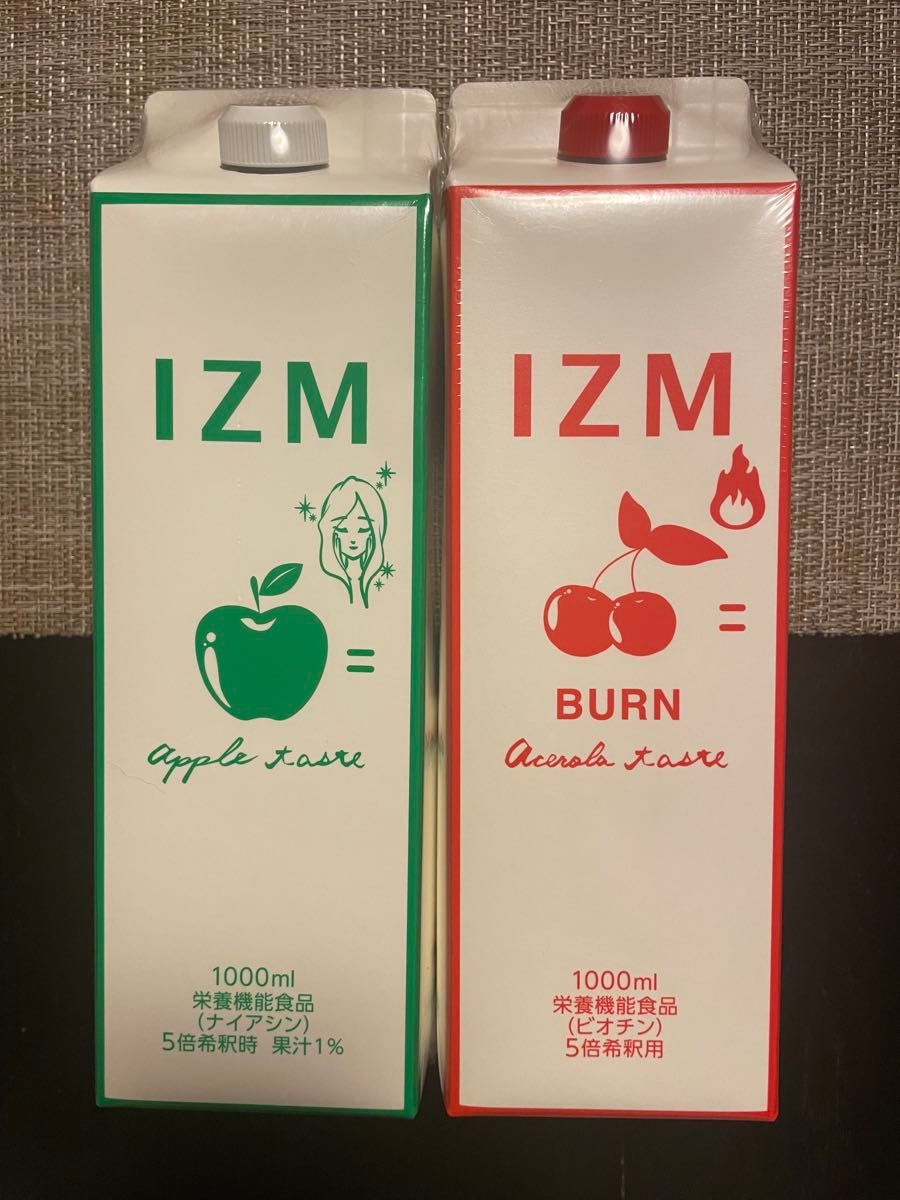 IZM
=
Apple taste
1000ml
栄養機能食品
(ナイアシン)
5倍希釈時 果汁1%
IZM
=
BURN
Acerola taste
1000ml
栄養機能食品
(ビオチン)
5倍希釈用